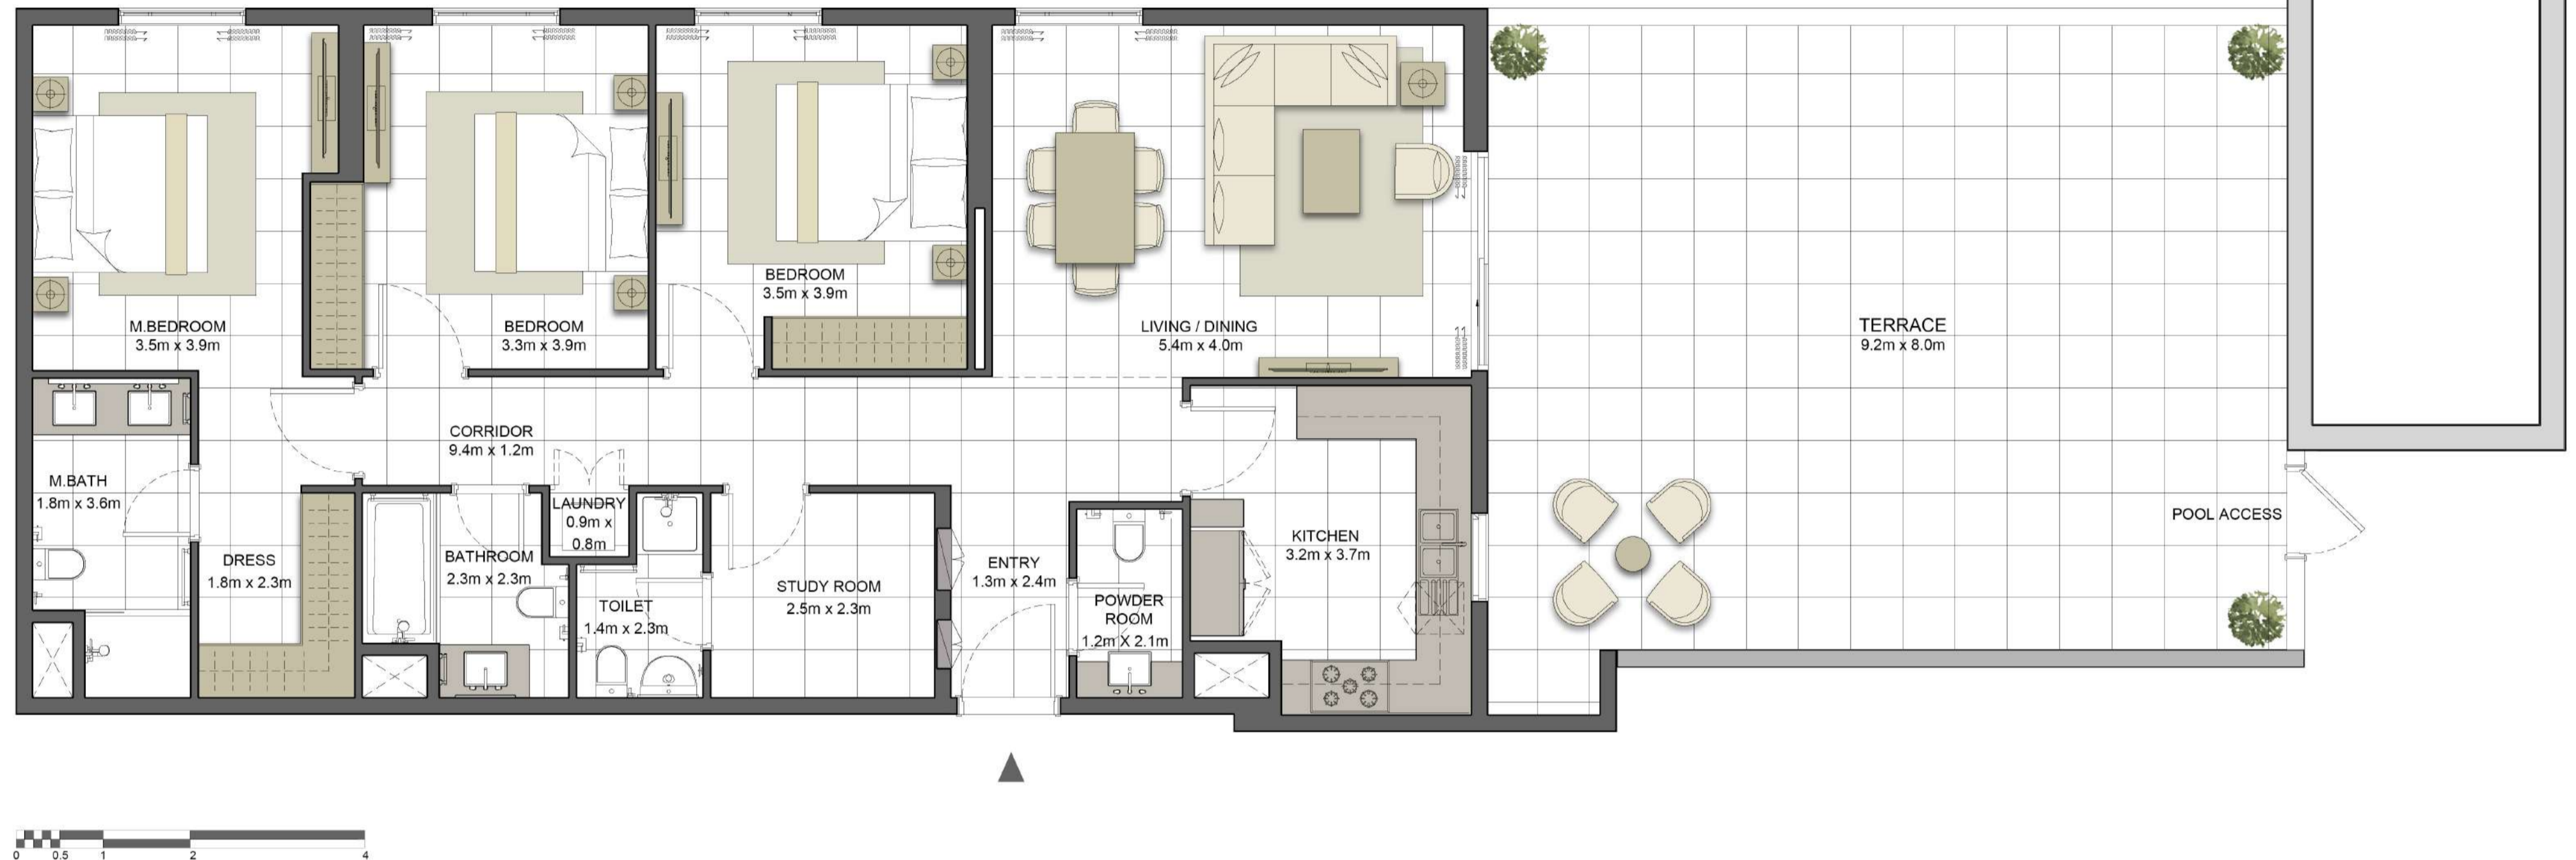 M.BEDROOM
3.5m x 3.9m
BEDROOM
3.3m x 3.9m
BEDROOM
3.5m x 3.9m
LIVING / DINING
5.4m x 4.0m
TERRACE
9.2m x 8.0m
CORRIDOR
9.4m x 1.2m
M.BATH
1.8m x 3.6m
DRESS
1.8m x 2.3m
BATHROOM
2.3m x 2.3m
LAUNDRY
0.9m x
0.8m
TOILET
1.4m x 2.3m
STUDY ROOM
2.5m x 2.3m
ENTRY
1.3m x 2.4m
POWDER
ROOM
1.2m X 2.1m
KITCHEN
3.2m x 3.7m
POOL ACCESS
0 0.5 1 2 4